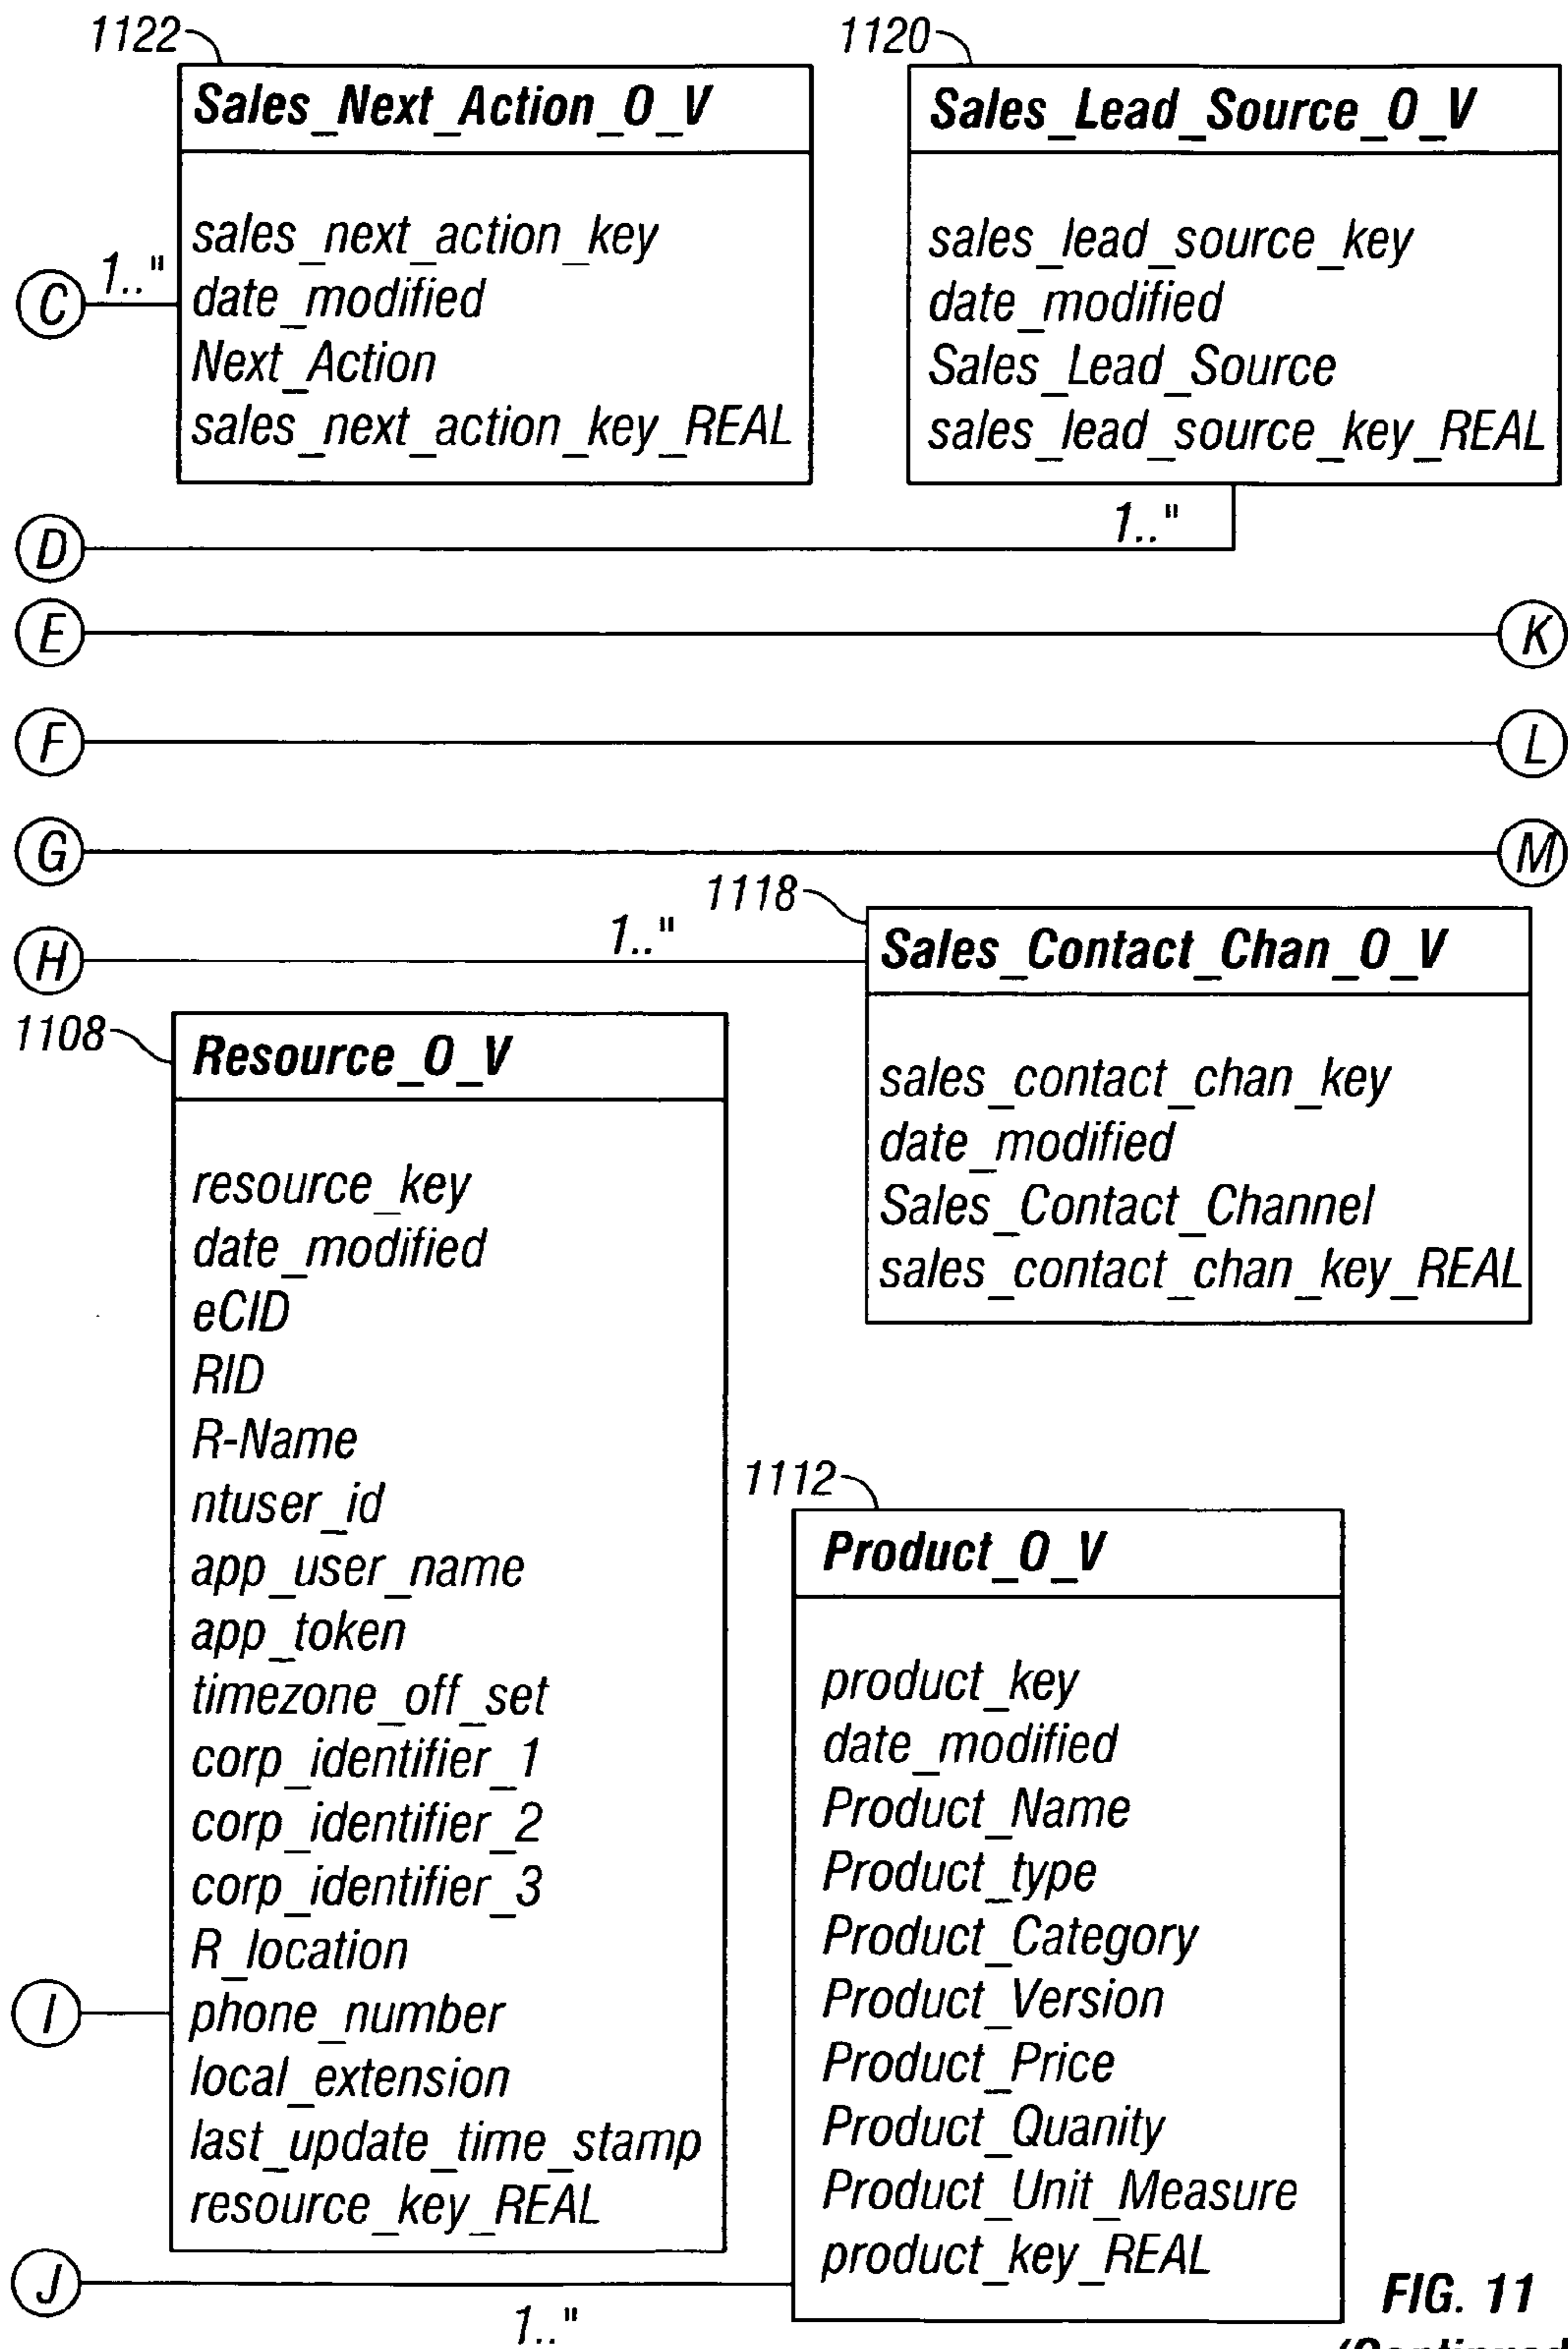 1122
Sales_Next_Action_O_V
sales_next_action_key
date_modified
Next_Action
sales_next_action_key_REAL
C
1.."
1120
Sales_Lead_Source_O_V
sales_lead_source_key
date_modified
Sales_Lead_Source
sales_lead_source_key_REAL
D
1.."
E
K
F
L
G
M
H
1.."
1118
Sales_Contact_Chan_O_V
sales_contact_chan_key
date_modified
Sales_Contact_Channel
sales_contact_chan_key_REAL
1108
Resource_O_V
resource_key
date_modified
eCID
RID
R-Name
ntuser_id
app_user_name
app_token
timezone_off_set
corp_identifier_1
corp_identifier_2
corp_identifier_3
R_location
phone_number
local_extension
last_update_time_stamp
resource_key_REAL
I
1112
Product_O_V
product_key
date_modified
Product_Name
Product_type
Product_Category
Product_Version
Product_Price
Product_Quanity
Product_Unit_Measure
product_key_REAL
J
1.."
FIG. 11